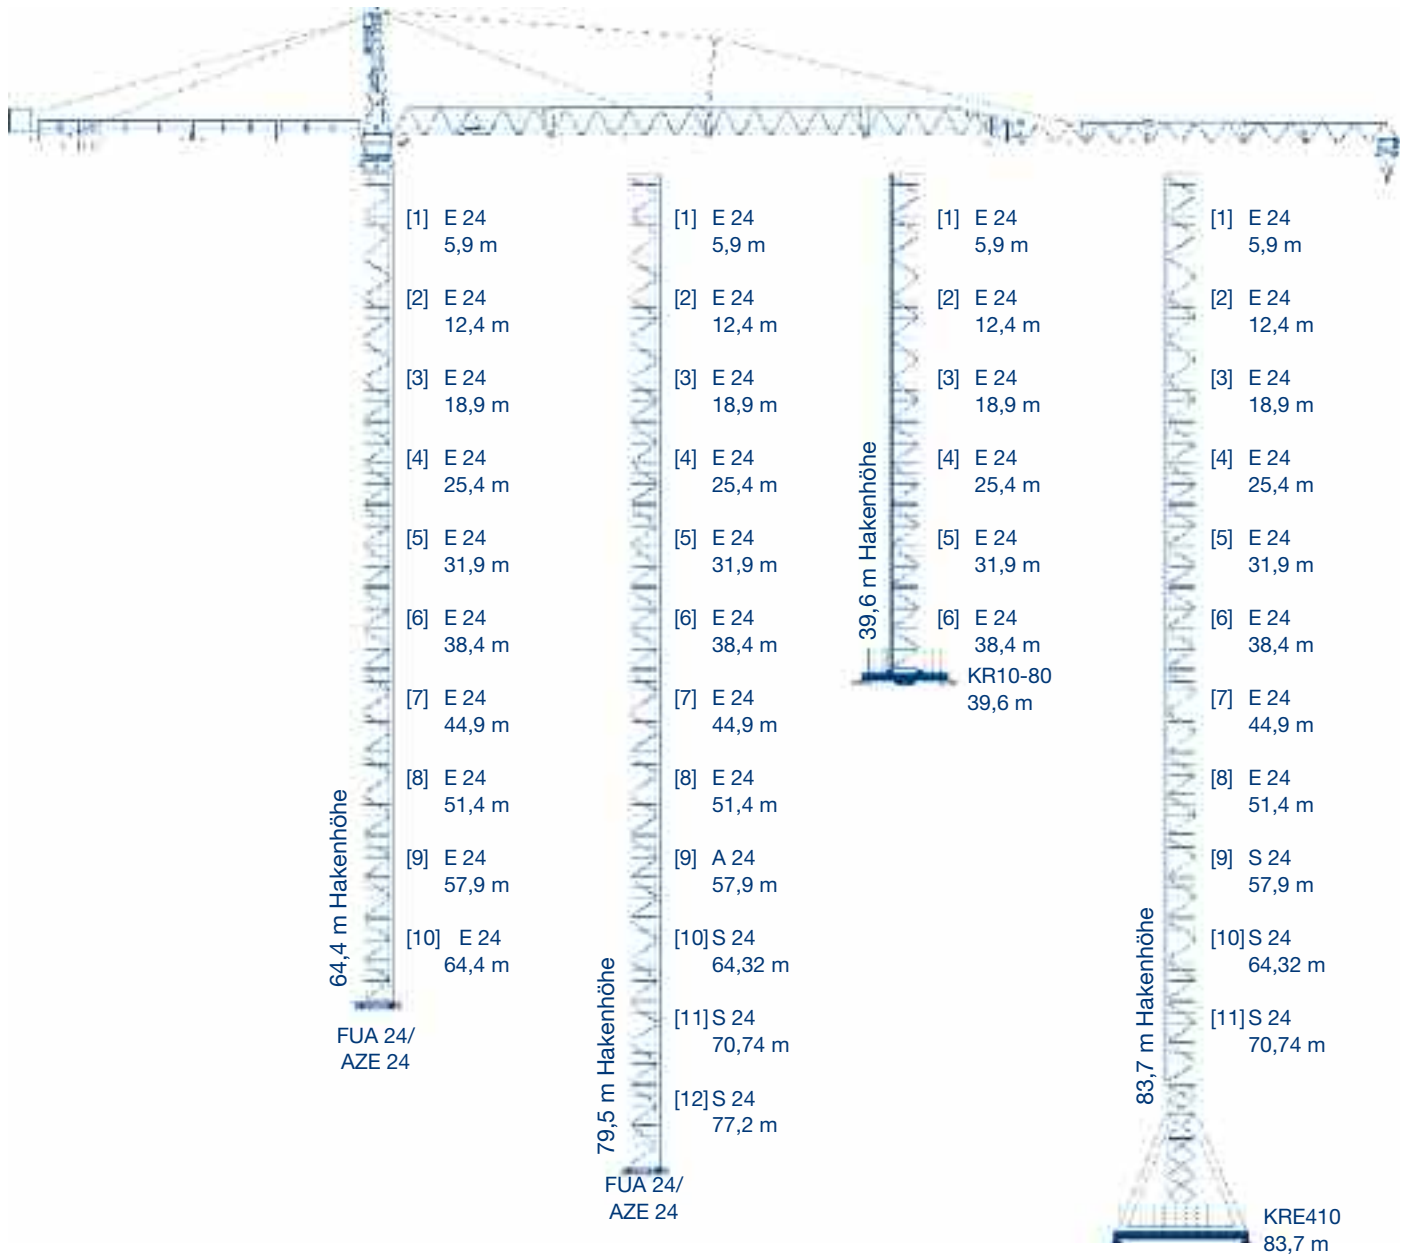 [1] E 24
5,9 m
[2] E 24
12,4 m
[3] E 24
18,9 m
[4] E 24
25,4 m
[5] E 24
31,9 m
[6] E 24
38,4 m
[7] E 24
44,9 m
[8] E 24
51,4 m
[9] E 24
57,9 m
[10] E 24
64,4 m
64,4 m Hakenhöhe
FUA 24/
AZE 24
[1] E 24
5,9 m
[2] E 24
12,4 m
[3] E 24
18,9 m
[4] E 24
25,4 m
[5] E 24
31,9 m
[6] E 24
38,4 m
[7] E 24
44,9 m
[8] E 24
51,4 m
[9] A 24
57,9 m
[10] S 24
64,32 m
[11] S 24
70,74 m
[12] S 24
77,2 m
79,5 m Hakenhöhe
FUA 24/
AZE 24
[1] E 24
5,9 m
[2] E 24
12,4 m
[3] E 24
18,9 m
[4] E 24
25,4 m
[5] E 24
31,9 m
[6] E 24
38,4 m
39,6 m Hakenhöhe
KR10-80
39,6 m
[1] E 24
5,9 m
[2] E 24
12,4 m
[3] E 24
18,9 m
[4] E 24
25,4 m
[5] E 24
31,9 m
[6] E 24
38,4 m
[7] E 24
44,9 m
[8] E 24
51,4 m
[9] S 24
57,9 m
[10] S 24
64,32 m
[11] S 24
70,74 m
83,7 m Hakenhöhe
KRE410
83,7 m